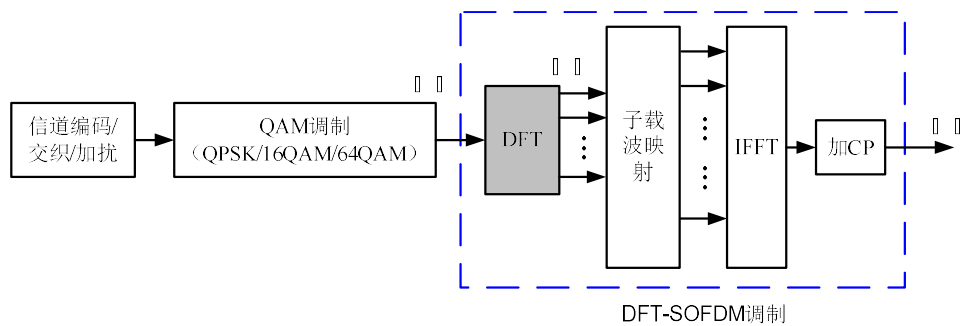 信道编码/
交织/加扰
QAM调制
（QPSK/16QAM/64QAM）
DFT
子载
波映
射
IFFT
加CP
DFT-SOFDM调制